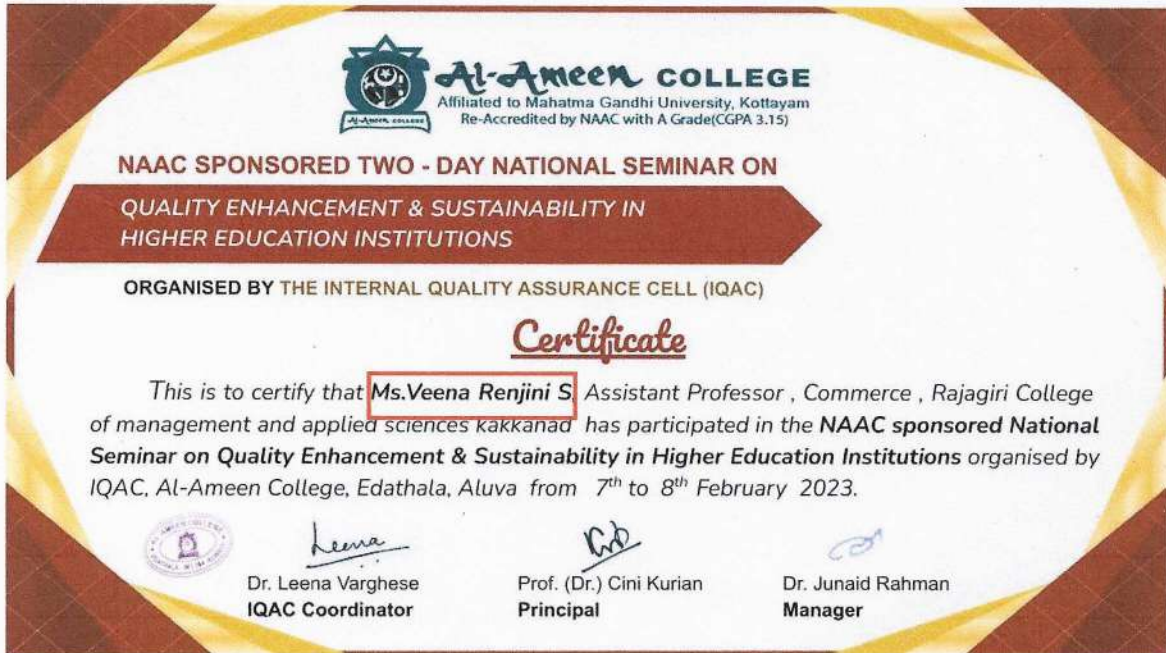 Al-Ameen COLLEGE
Affiliated to Mahatma Gandhi University, Kottayam
Re-Accredited by NAAC with A Grade(CGPA 3.15)
AL-AMEEN COLLEGE
NAAC SPONSORED TWO - DAY NATIONAL SEMINAR ON
QUALITY ENHANCEMENT & SUSTAINABILITY IN
HIGHER EDUCATION INSTITUTIONS
ORGANISED BY THE INTERNAL QUALITY ASSURANCE CELL (IQAC)
Certificate
This is to certify that Ms.Veena Renjini S, Assistant Professor , Commerce , Rajagiri College
of management and applied sciences kakkanad has participated in the NAAC sponsored National
Seminar on Quality Enhancement & Sustainability in Higher Education Institutions organised by
IQAC, Al-Ameen College, Edathala, Aluva from 7th to 8th February 2023.
Leena
Dr. Leena Varghese
IQAC Coordinator
Prof. (Dr.) Cini Kurian
Principal
Dr. Junaid Rahman
Manager